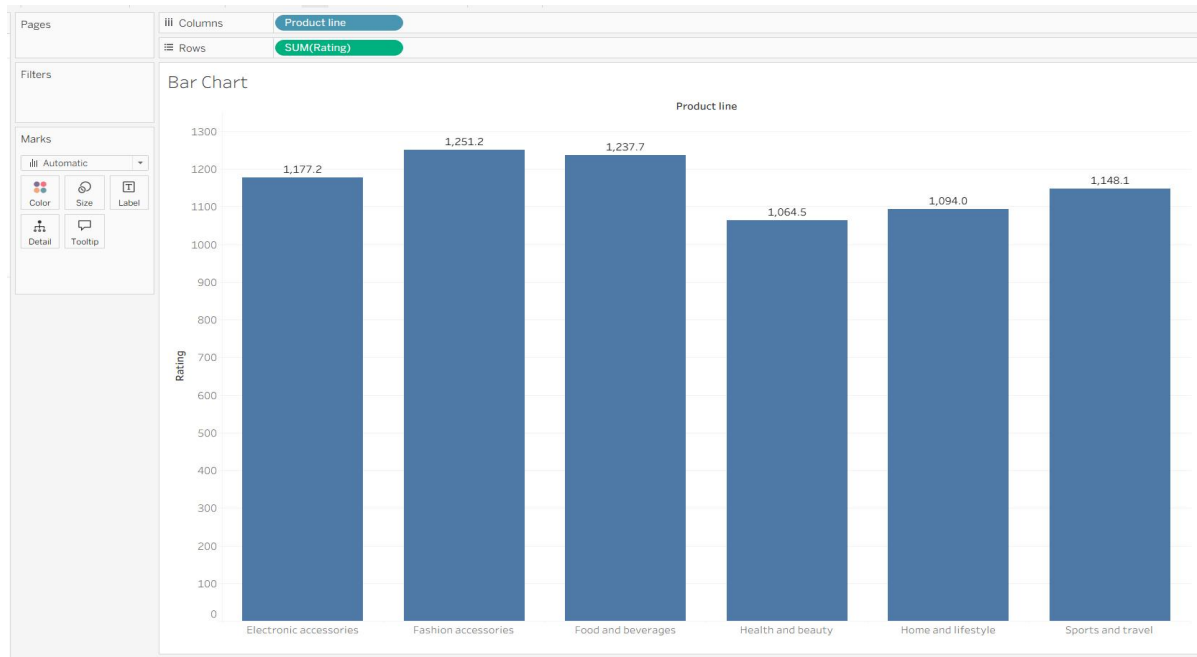 Pages
Columns Product line
Rows SUM(Rating)
Filters
Marks
Automatic
Color Size Label
Detail Tooltip
Bar Chart
Product line
Rating
1300
1200
1100
1000
900
800
700
600
500
400
300
200
100
0
1,177.2
1,251.2
1,237.7
1,064.5
1,094.0
1,148.1
Electronic accessories
Fashion accessories
Food and beverages
Health and beauty
Home and lifestyle
Sports and travel